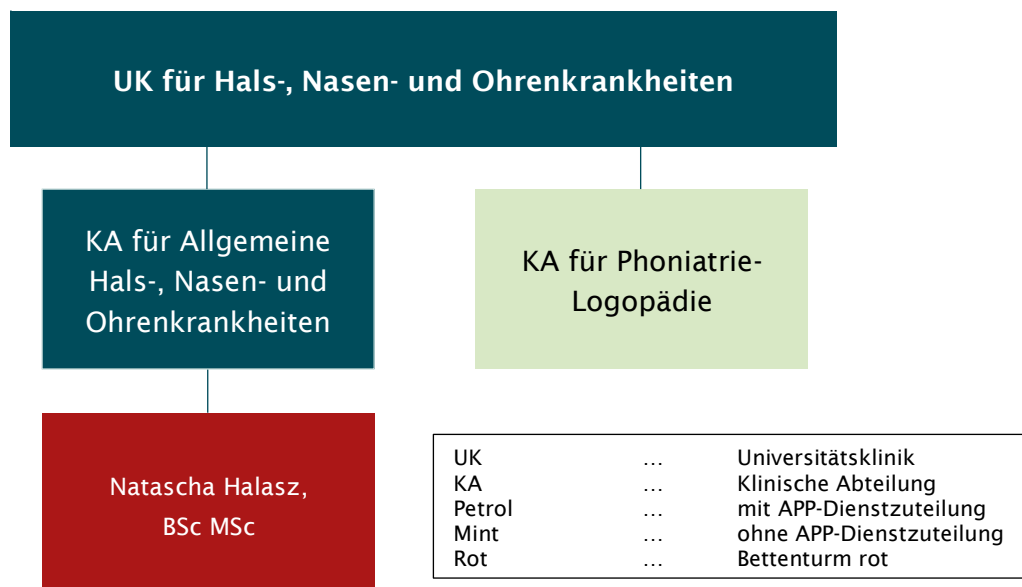 UK für Hals-, Nasen- und Ohrenkrankheiten
KA für Allgemeine
Hals-, Nasen- und
Ohrenkrankheiten
KA für Phoniatrie-
Logopädie
Natascha Halasz,
BSc MSc
UK ... Universitätsklinik
KA ... Klinische Abteilung
Petrol ... mit APP-Dienstzuteilung
Mint ... ohne APP-Dienstzuteilung
Rot ... Bettenturm rot